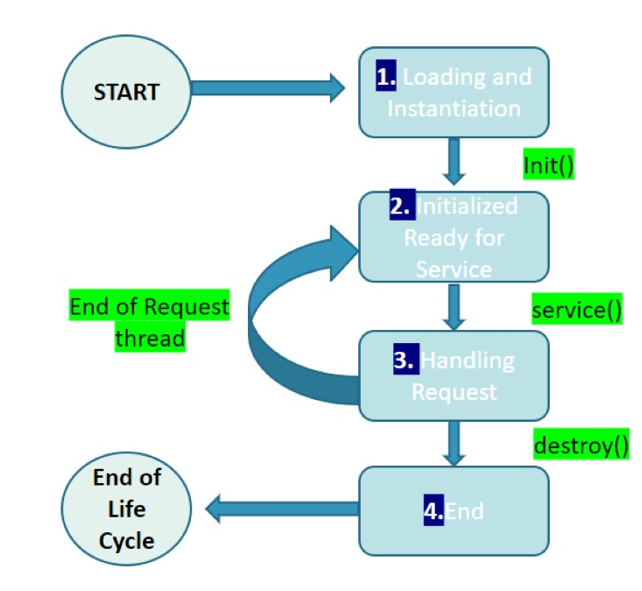 START
1. Loading and
Instantiation
Init()
2. Initialized
Ready for
Service
End of Request
thread
service()
3. Handling
Request
destroy()
End of
Life
Cycle
4.End